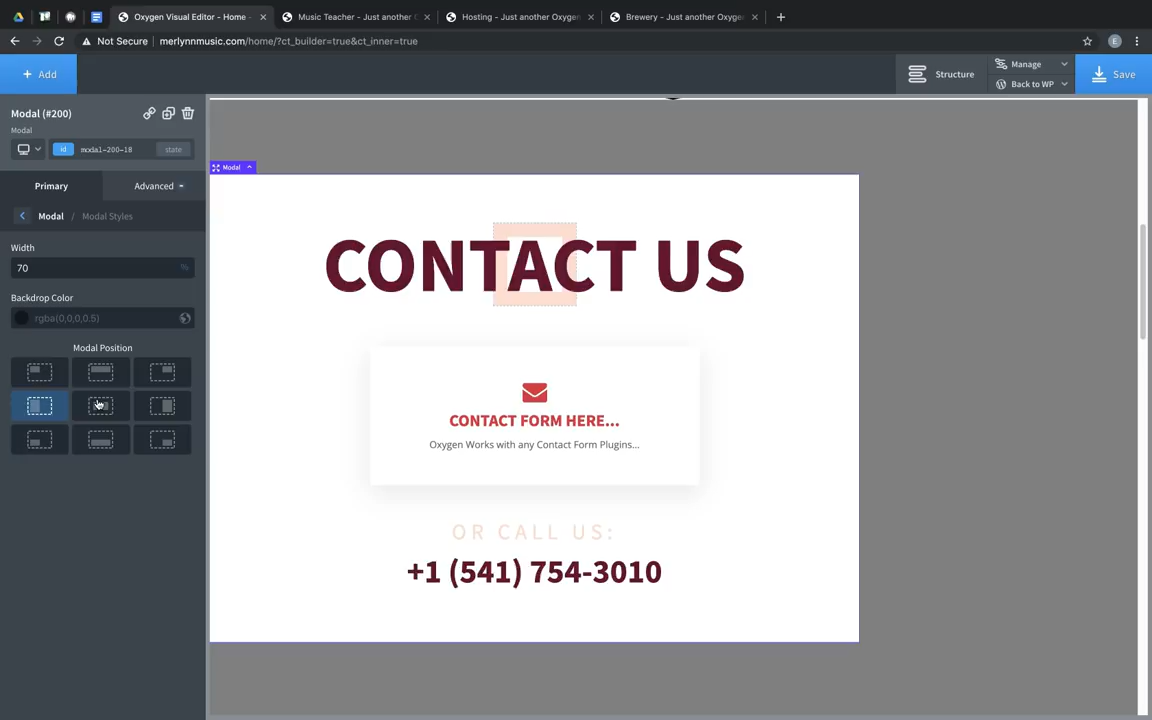 Oxygen Visual Editor - Home -
Music Teacher - Just another O
Hosting - Just another Oxygen
Brewery - Just another Oxygen
Not Secure
merlynnmusic.com/home/?ct_builder=true&ct_inner=true
E
+ Add
Structure
Manage
Back to WP
Save
Modal (#200)
Modal
id
modal-200-18
state
Primary
Advanced
Modal / Modal Styles
Width
70
%
Backdrop Color
rgba(0,0,0,0.5)
Modal Position
Modal
CONTACT US
CONTACT FORM HERE...
Oxygen Works with any Contact Form Plugins...
OR CALL US:
+1 (541) 754-3010